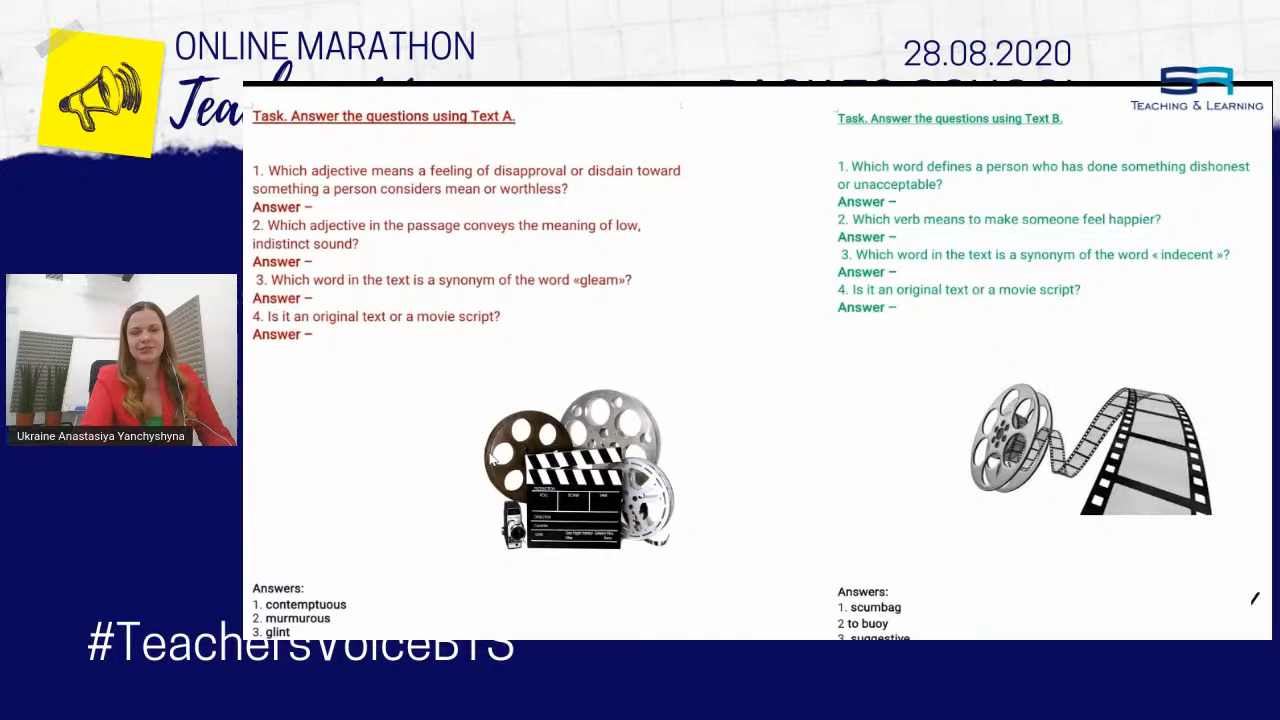 ONLINE MARATHON
28.08.2020
TEACHING & LEARNING
Task. Answer the questions using Text A.
1. Which adjective means a feeling of disapproval or disdain toward
something a person considers mean or worthless?
Answer –
2. Which adjective in the passage conveys the meaning of low,
indistinct sound?
Answer –
3. Which word in the text is a synonym of the word «gleam»?
Answer –
4. Is it an original text or a movie script?
Answer –
Answers:
1. contemptuous
2. murmurous
3. glint
Task. Answer the questions using Text B.
1. Which word defines a person who has done something dishonest
or unacceptable?
Answer –
2. Which verb means to make someone feel happier?
Answer –
3. Which word in the text is a synonym of the word « indecent »?
Answer –
4. Is it an original text or a movie script?
Answer –
Answers:
1. scumbag
2 to buoy
3. suggestive
Ukraine Anastasiya Yanchyshyna
#TeachersVoiceBTS